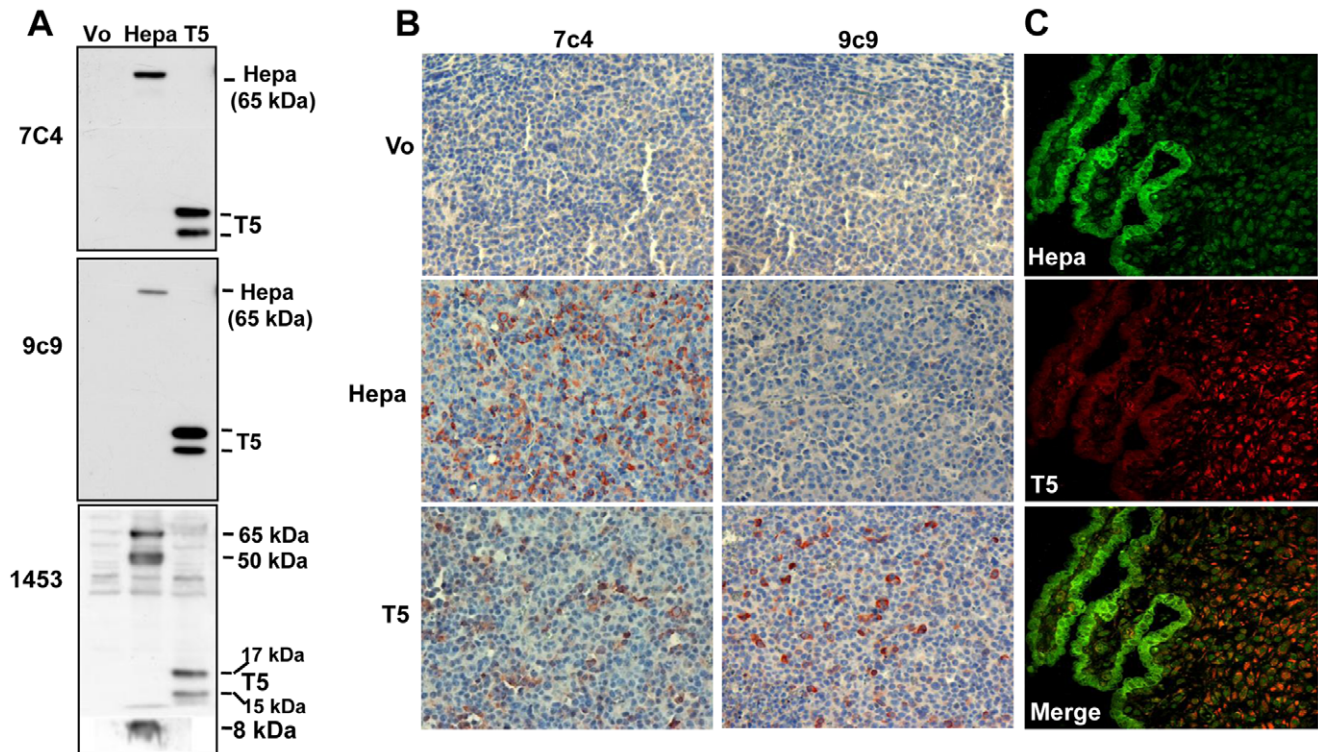 A
Vo Hepa T5
Hepa
(65 kDa)
7C4
T5
Hepa
(65 kDa)
9c9
T5
65 kDa
50 kDa
1453
17 kDa
T5
15 kDa
8 kDa
B
7c4 9c9
Vo
Hepa
T5
C
Hepa
T5
Merge